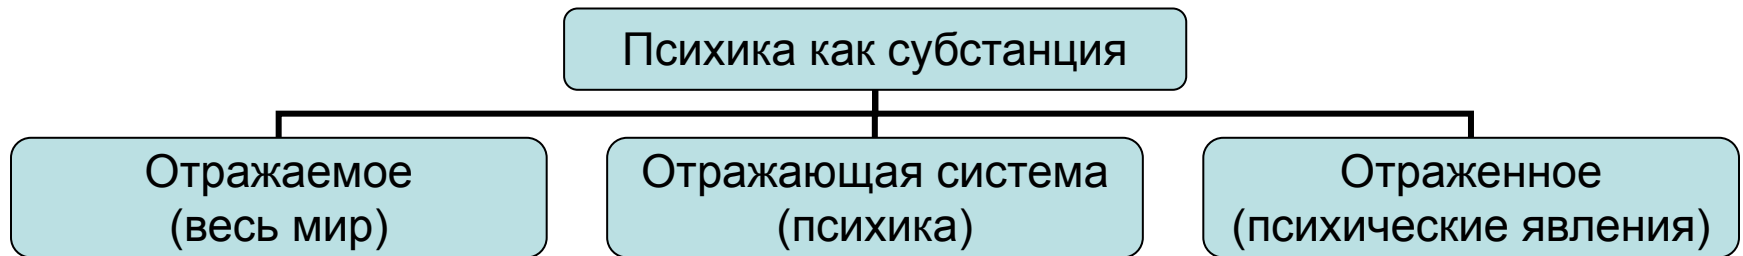 Психика как субстанция
Отражаемое
(весь мир)
Отражающая система
(психика)
Отраженное
(психические явления)